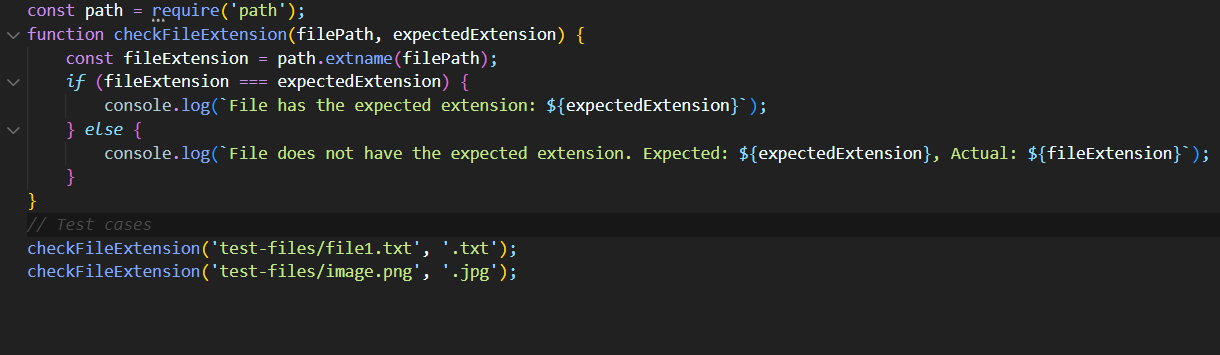 const path = require('path');
function checkFileExtension(filePath, expectedExtension) {
    const fileExtension = path.extname(filePath);
    if (fileExtension === expectedExtension) {
        console.log(`File has the expected extension: ${expectedExtension}`);
    } else {
        console.log(`File does not have the expected extension. Expected: ${expectedExtension}, Actual: ${fileExtension}`);
    }
}
// Test cases
checkFileExtension('test-files/file1.txt', '.txt');
checkFileExtension('test-files/image.png', '.jpg');